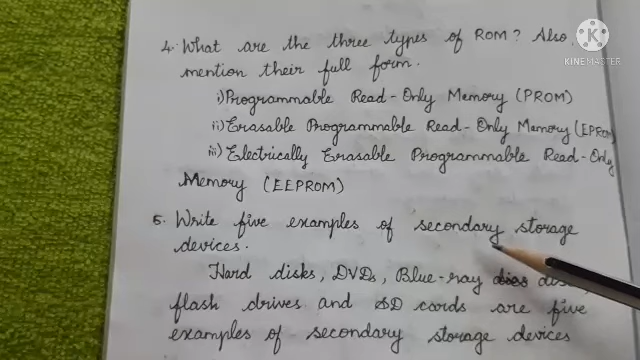 4. What are the three types of ROM? Also,
mention their full form.
i) Programmable Read-Only Memory (PROM)
ii) Erasable Programmable Read-Only Memory (EPROM
iii) Electrically Erasable Programmable Read-Only
Memory (EEPROM)
5. Write five examples of secondary storage
devices.
Hard disks, DVDs, Blue-ray
flash drives and SD cards are five
examples of secondary storage devices
KINEMASTER